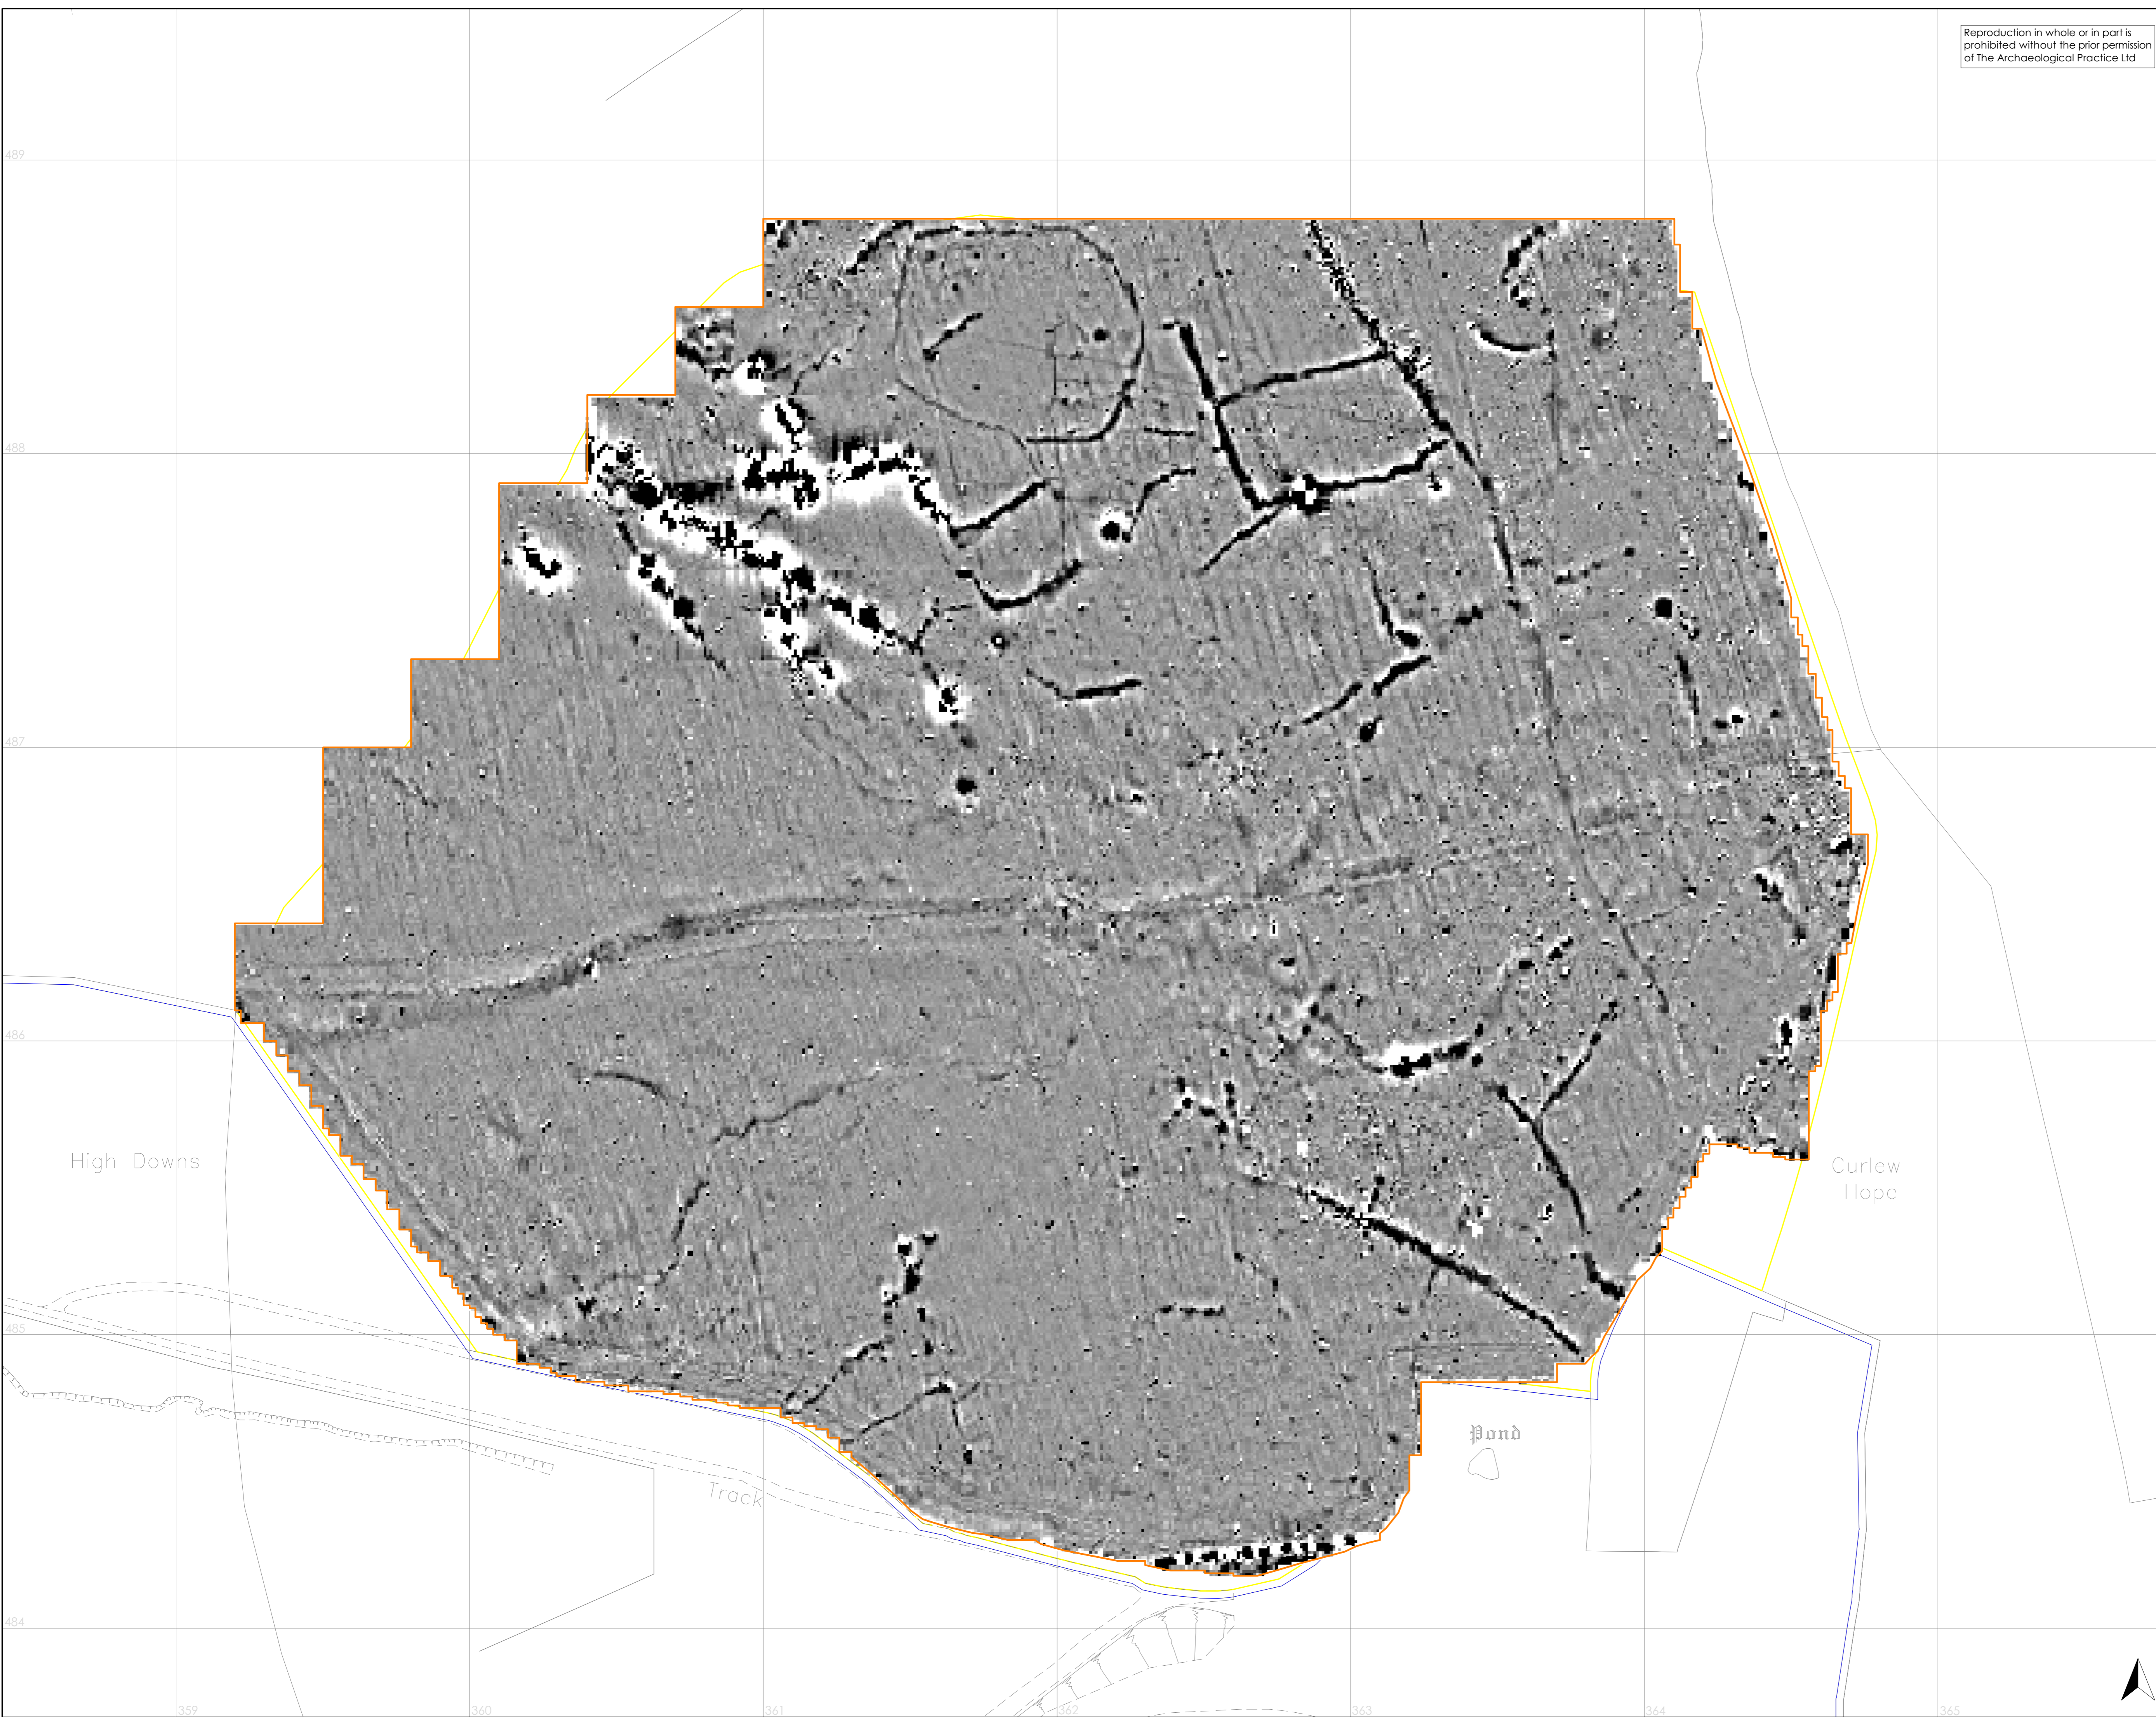 Reproduction in whole or in part is
prohibited without the prior permission
of The Archaeological Practice Ltd
489
488
487
486
High Downs
Curlew
Hope
485
Pond
Track
484
359
360
361
362
363
364
365